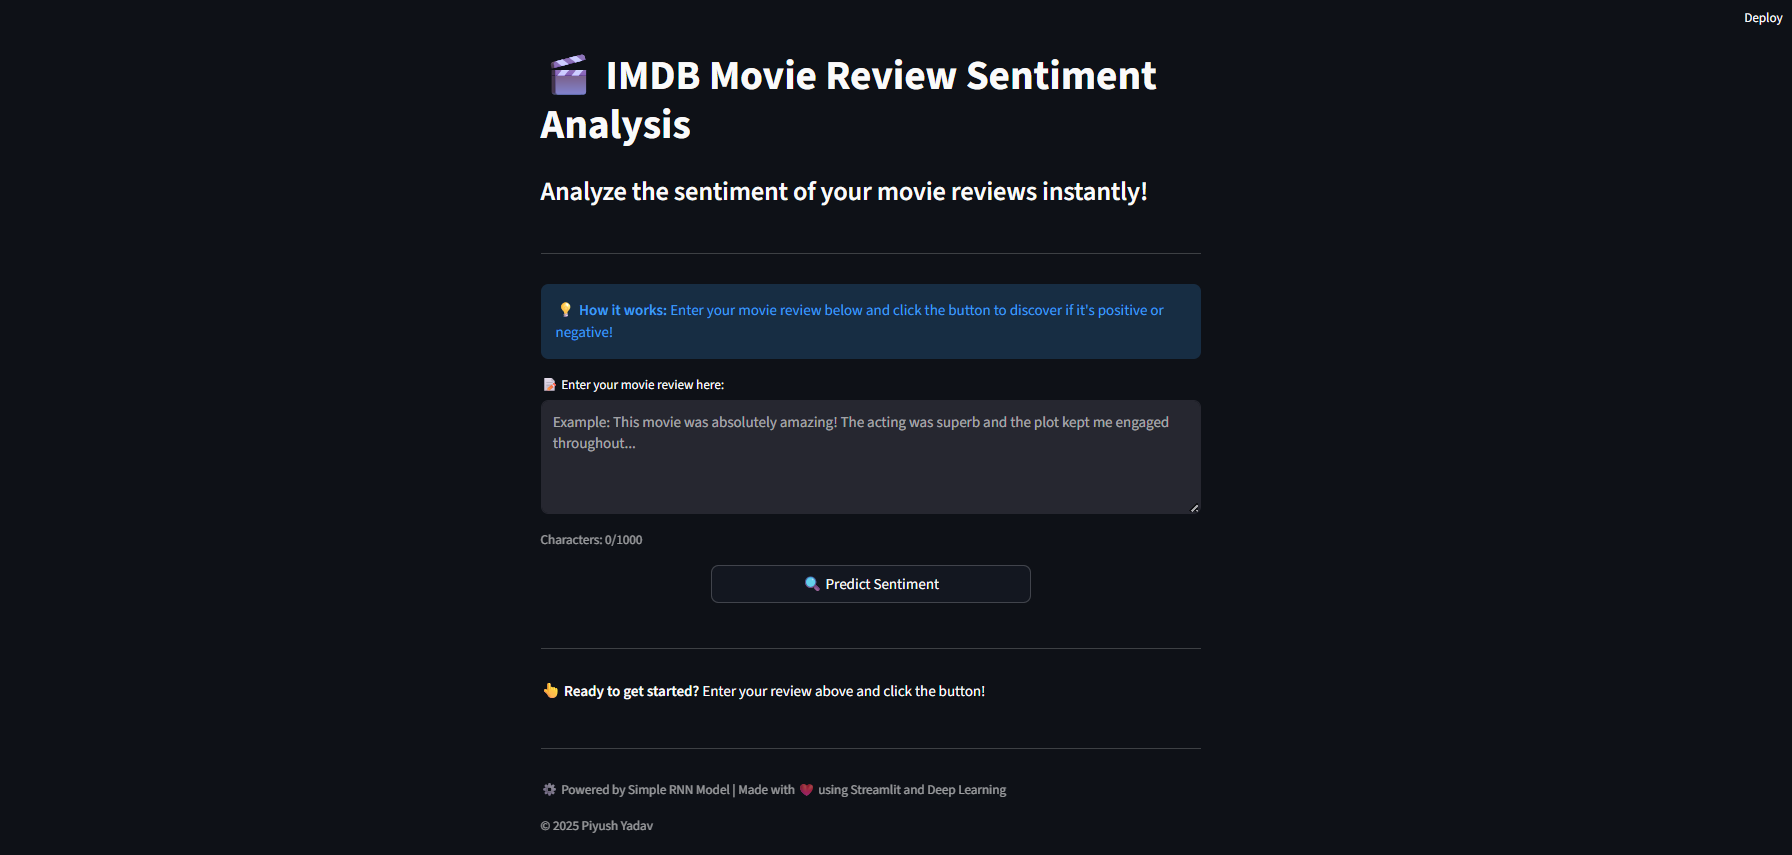 Deploy
🎬 IMDB Movie Review Sentiment
Analysis
Analyze the sentiment of your movie reviews instantly!
💡 How it works: Enter your movie review below and click the button to discover if it's positive or
negative!
📝 Enter your movie review here:
Example: This movie was absolutely amazing! The acting was superb and the plot kept me engaged
throughout...
Characters: 0/1000
🔍 Predict Sentiment
👆 Ready to get started? Enter your review above and click the button!
⚙️ Powered by Simple RNN Model | Made with ❤️ using Streamlit and Deep Learning
© 2025 Piyush Yadav